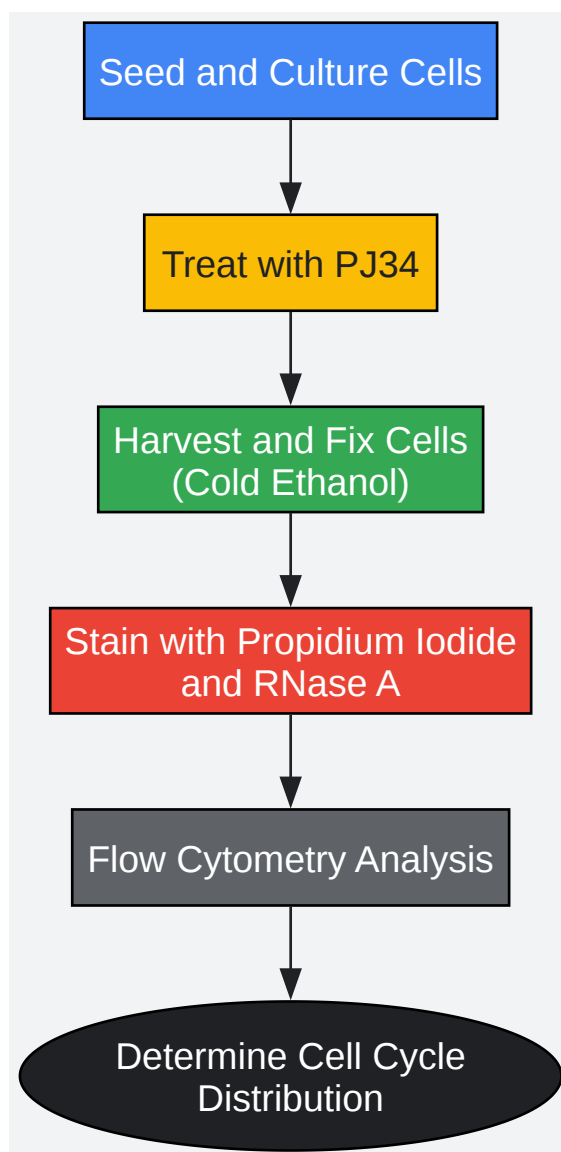 Seed and Culture Cells
Treat with PJ34
Harvest and Fix Cells
(Cold Ethanol)
Stain with Propidium Iodide
and RNase A
Flow Cytometry Analysis
Determine Cell Cycle
Distribution